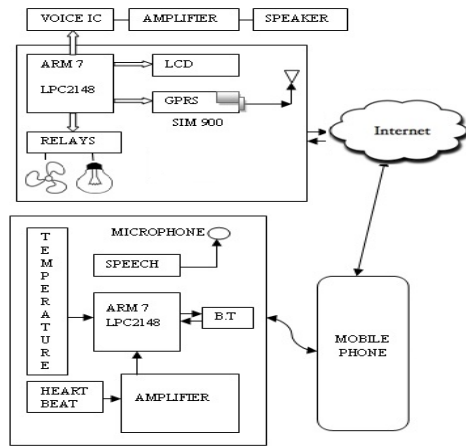 VOICE IC
AMPLIFIER
SPEAKER
ARM 7
LPC2148
LCD
GPRS
SIM 900
RELAYS
Internet
TEMPERATURE
MICROPHONE
SPEECH
ARM 7
LPC2148
B.T
HEART
BEAT
AMPLIFIER
MOBILE
PHONE